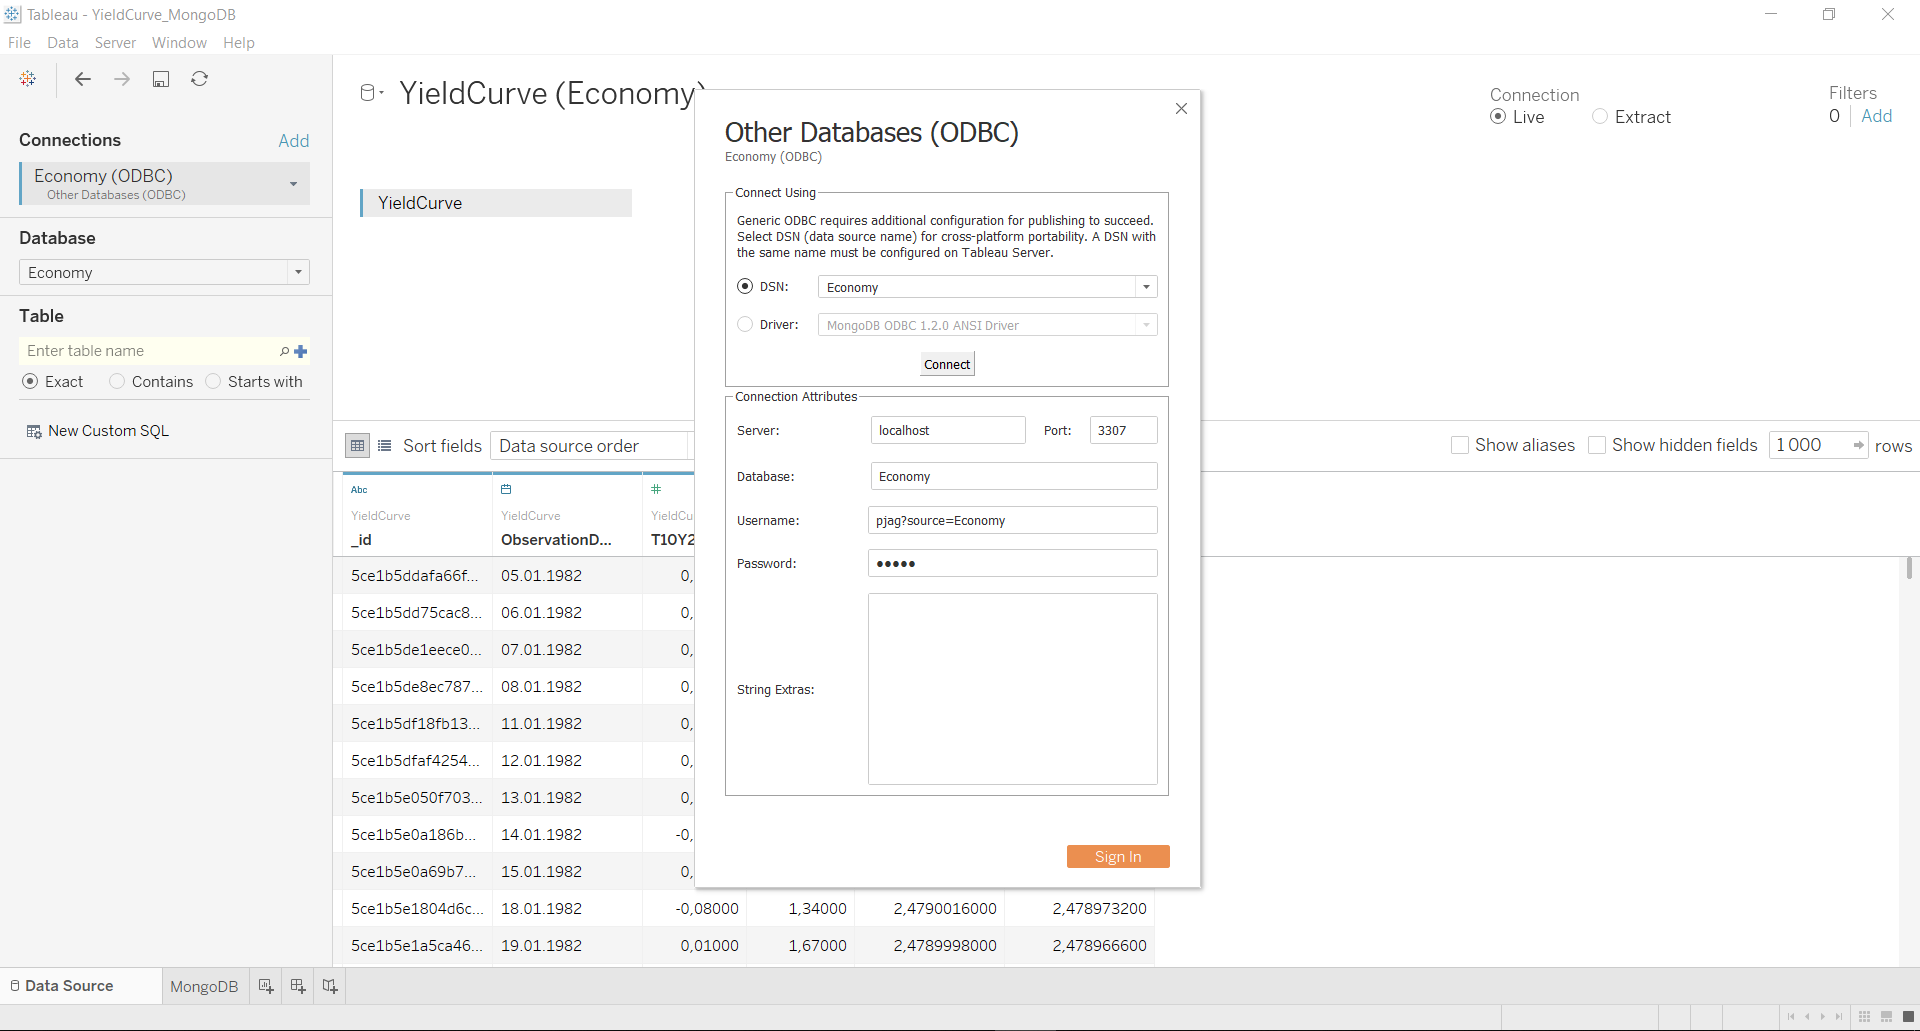 Tableau - YieldCurve_MongoDB
File Data Server Window Help
Connections Add
Economy (ODBC)
Other Databases (ODBC)
Database
Economy
Table
Enter table name
Exact Contains Starts with
New Custom SQL
YieldCurve (Economy)
Connection
Live Extract
Filters
0 Add
YieldCurve
Sort fields Data source order
Show aliases Show hidden fields 1 000 rows
Abc
YieldCurve YieldCurve YieldCu
_id ObservationD... T10Y2
5ce1b5ddafa66f... 05.01.1982 0,
5ce1b5dd75cac8... 06.01.1982 0,
5ce1b5de1eece0... 07.01.1982 0,
5ce1b5de8ec787... 08.01.1982 0,
5ce1b5df18fb13... 11.01.1982 0,
5ce1b5dfaf4254... 12.01.1982 0,
5ce1b5e050f703... 13.01.1982 0,
5ce1b5e0a186b... 14.01.1982 -0,
5ce1b5e0a69b7... 15.01.1982 0,
5ce1b5e1804d6c... 18.01.1982 -0,08000 1,34000 2,4790016000 2,478973200
5ce1b5e1a5ca46... 19.01.1982 0,01000 1,67000 2,4789998000 2,478966600
Other Databases (ODBC)
Economy (ODBC)
Connect Using
Generic ODBC requires additional configuration for publishing to succeed.
Select DSN (data source name) for cross-platform portability. A DSN with
the same name must be configured on Tableau Server.
DSN: Economy
Driver: MongoDB ODBC 1.2.0 ANSI Driver
Connect
Connection Attributes
Server: localhost Port: 3307
Database: Economy
Username: pjag?source=Economy
Password: •••••
String Extras:
Sign In
Data Source MongoDB